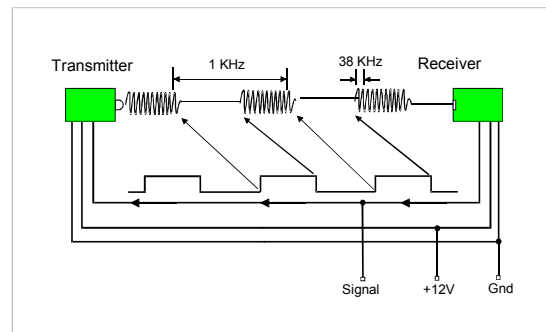 Transmitter
1 KHz
38 KHz
Receiver
Signal
+12V
Gnd